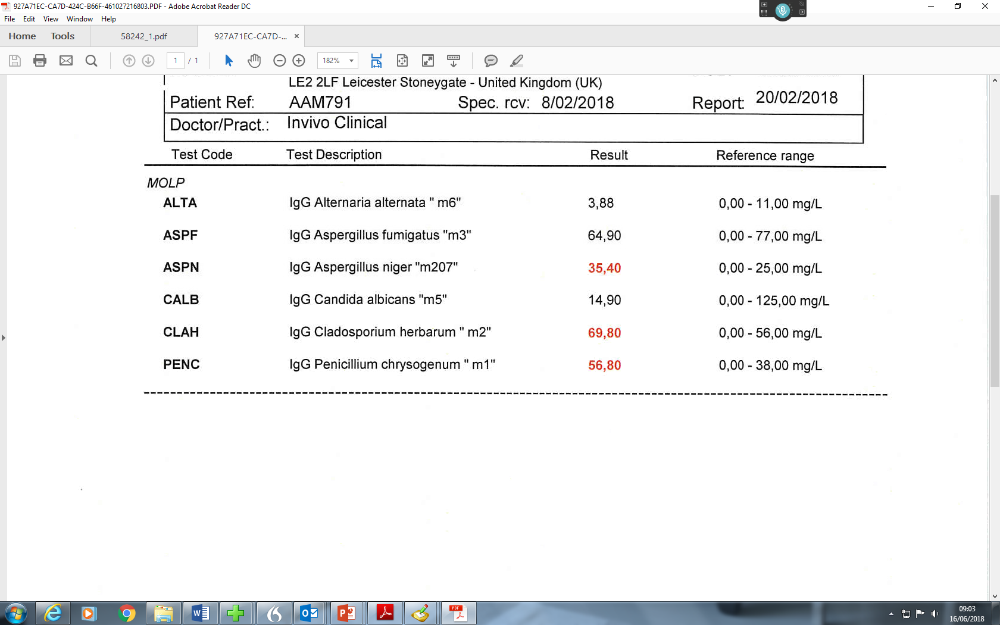 927A71EC-CA7D-424C-B66F-461027216803.PDF - Adobe Acrobat Reader DC
File Edit View Window Help
Home Tools 58242_1.pdf 927A71EC-CA7D-... ×
1 / 1 182%
LE2 2LF Leicester Stoneygate - United Kingdom (UK)
Patient Ref: AAM791 Spec. rcv: 8/02/2018 Report: 20/02/2018
Doctor/Pract.: Invivo Clinical
Test Code Test Description Result Reference range
MOLP
ALTA IgG Alternaria alternata " m6" 3,88 0,00 - 11,00 mg/L
ASPF IgG Aspergillus fumigatus "m3" 64,90 0,00 - 77,00 mg/L
ASPN IgG Aspergillus niger "m207" 35,40 0,00 - 25,00 mg/L
CALB IgG Candida albicans "m5" 14,90 0,00 - 125,00 mg/L
CLAH IgG Cladosporium herbarum " m2" 69,80 0,00 - 56,00 mg/L
PENC IgG Penicillium chrysogenum " m1" 56,80 0,00 - 38,00 mg/L
09:03
16/06/2018